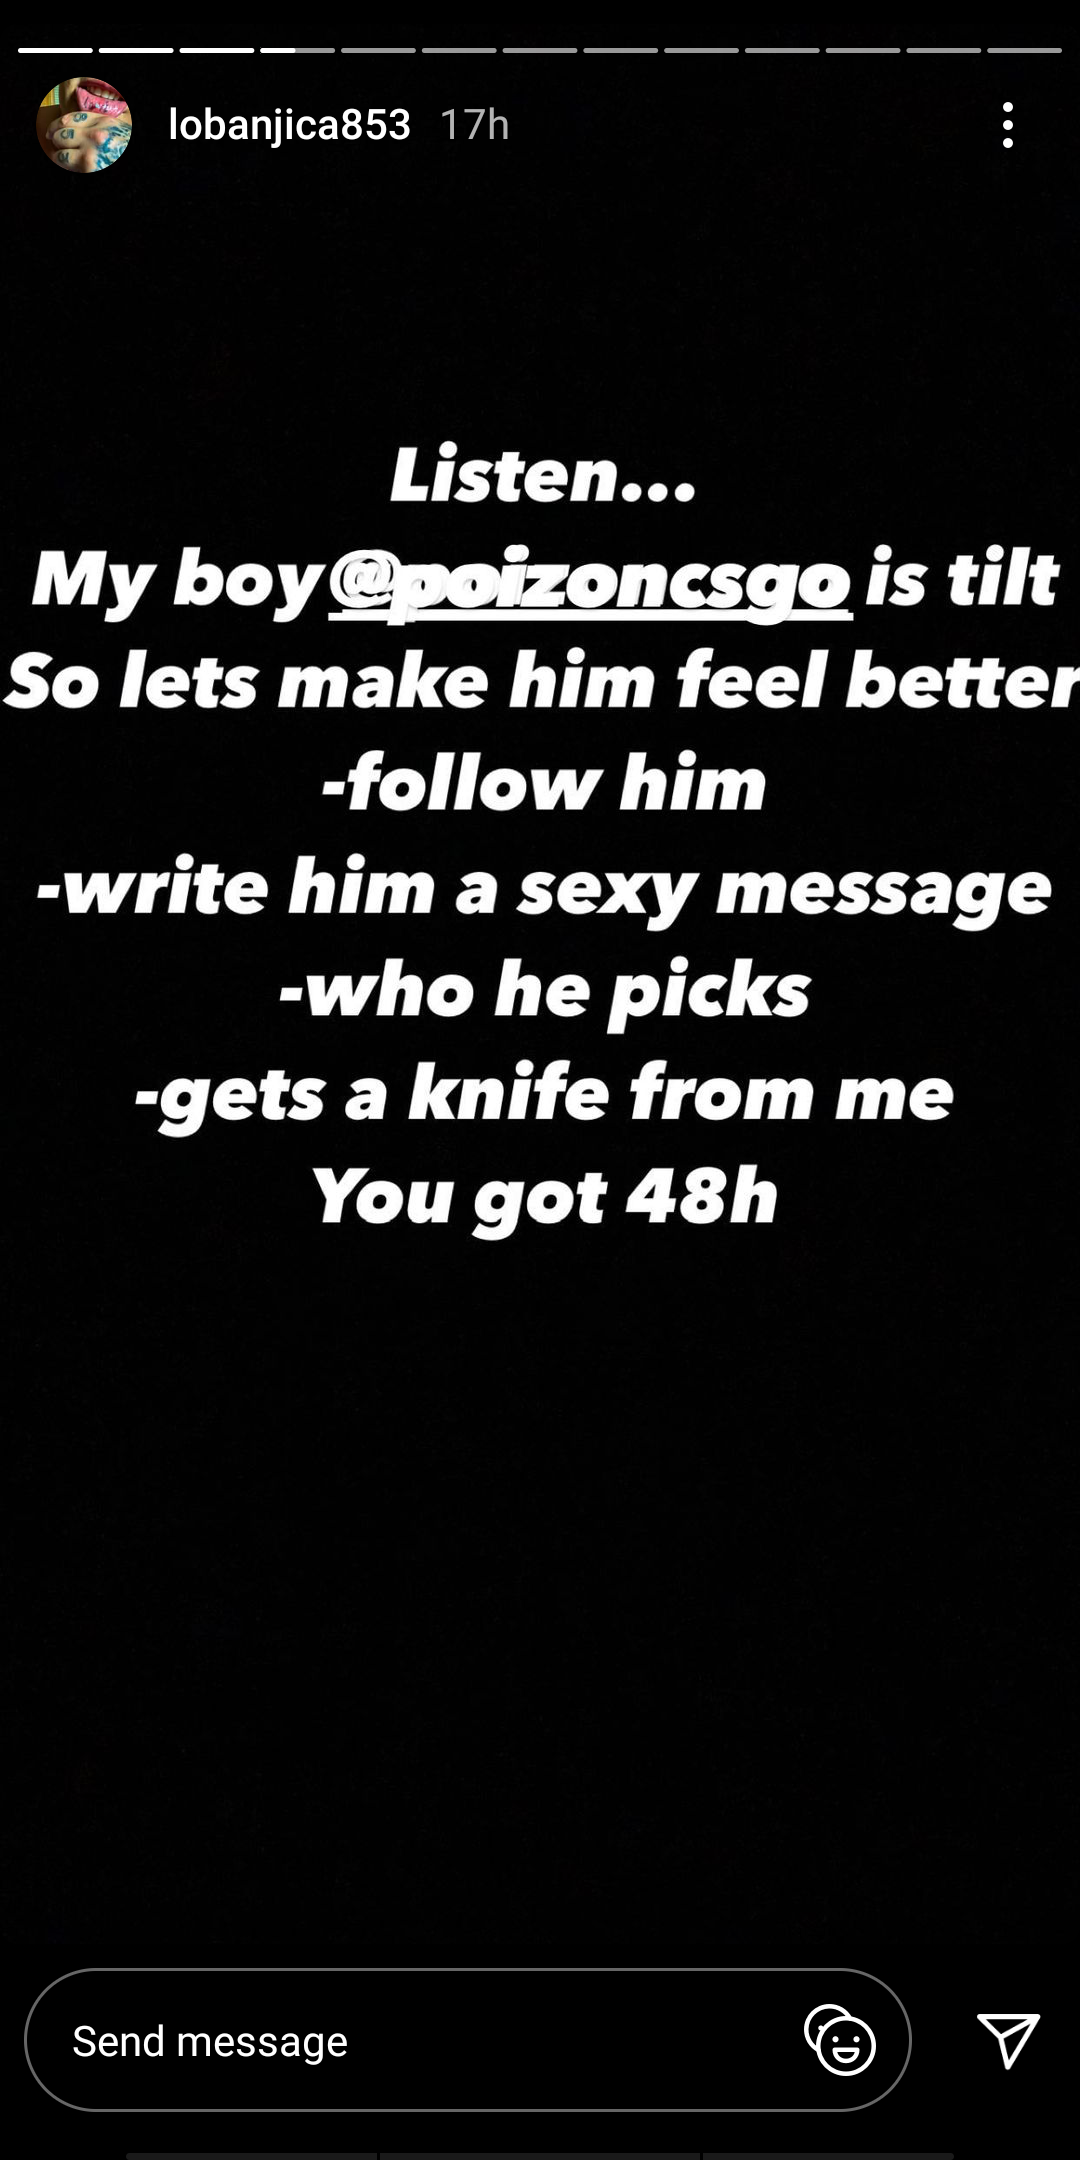 lobanjica853 17h
Listen...
My boy @poizoncsgo is tilt
So lets make him feel better
-follow him
-write him a sexy message
-who he picks
-gets a knife from me
You got 48h
Send message